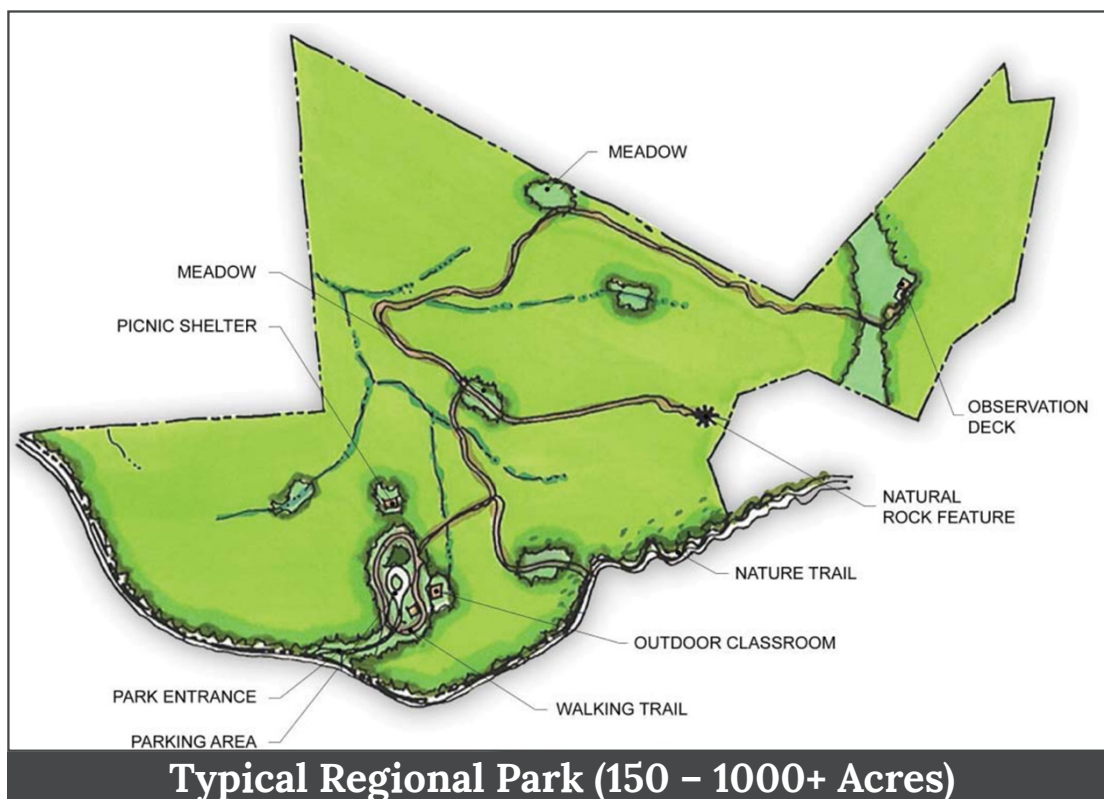 MEADOW
MEADOW
PICNIC SHELTER
OBSERVATION
DECK
NATURAL
ROCK FEATURE
NATURE TRAIL
OUTDOOR CLASSROOM
PARK ENTRANCE
WALKING TRAIL
PARKING AREA
Typical Regional Park (150 – 1000+ Acres)